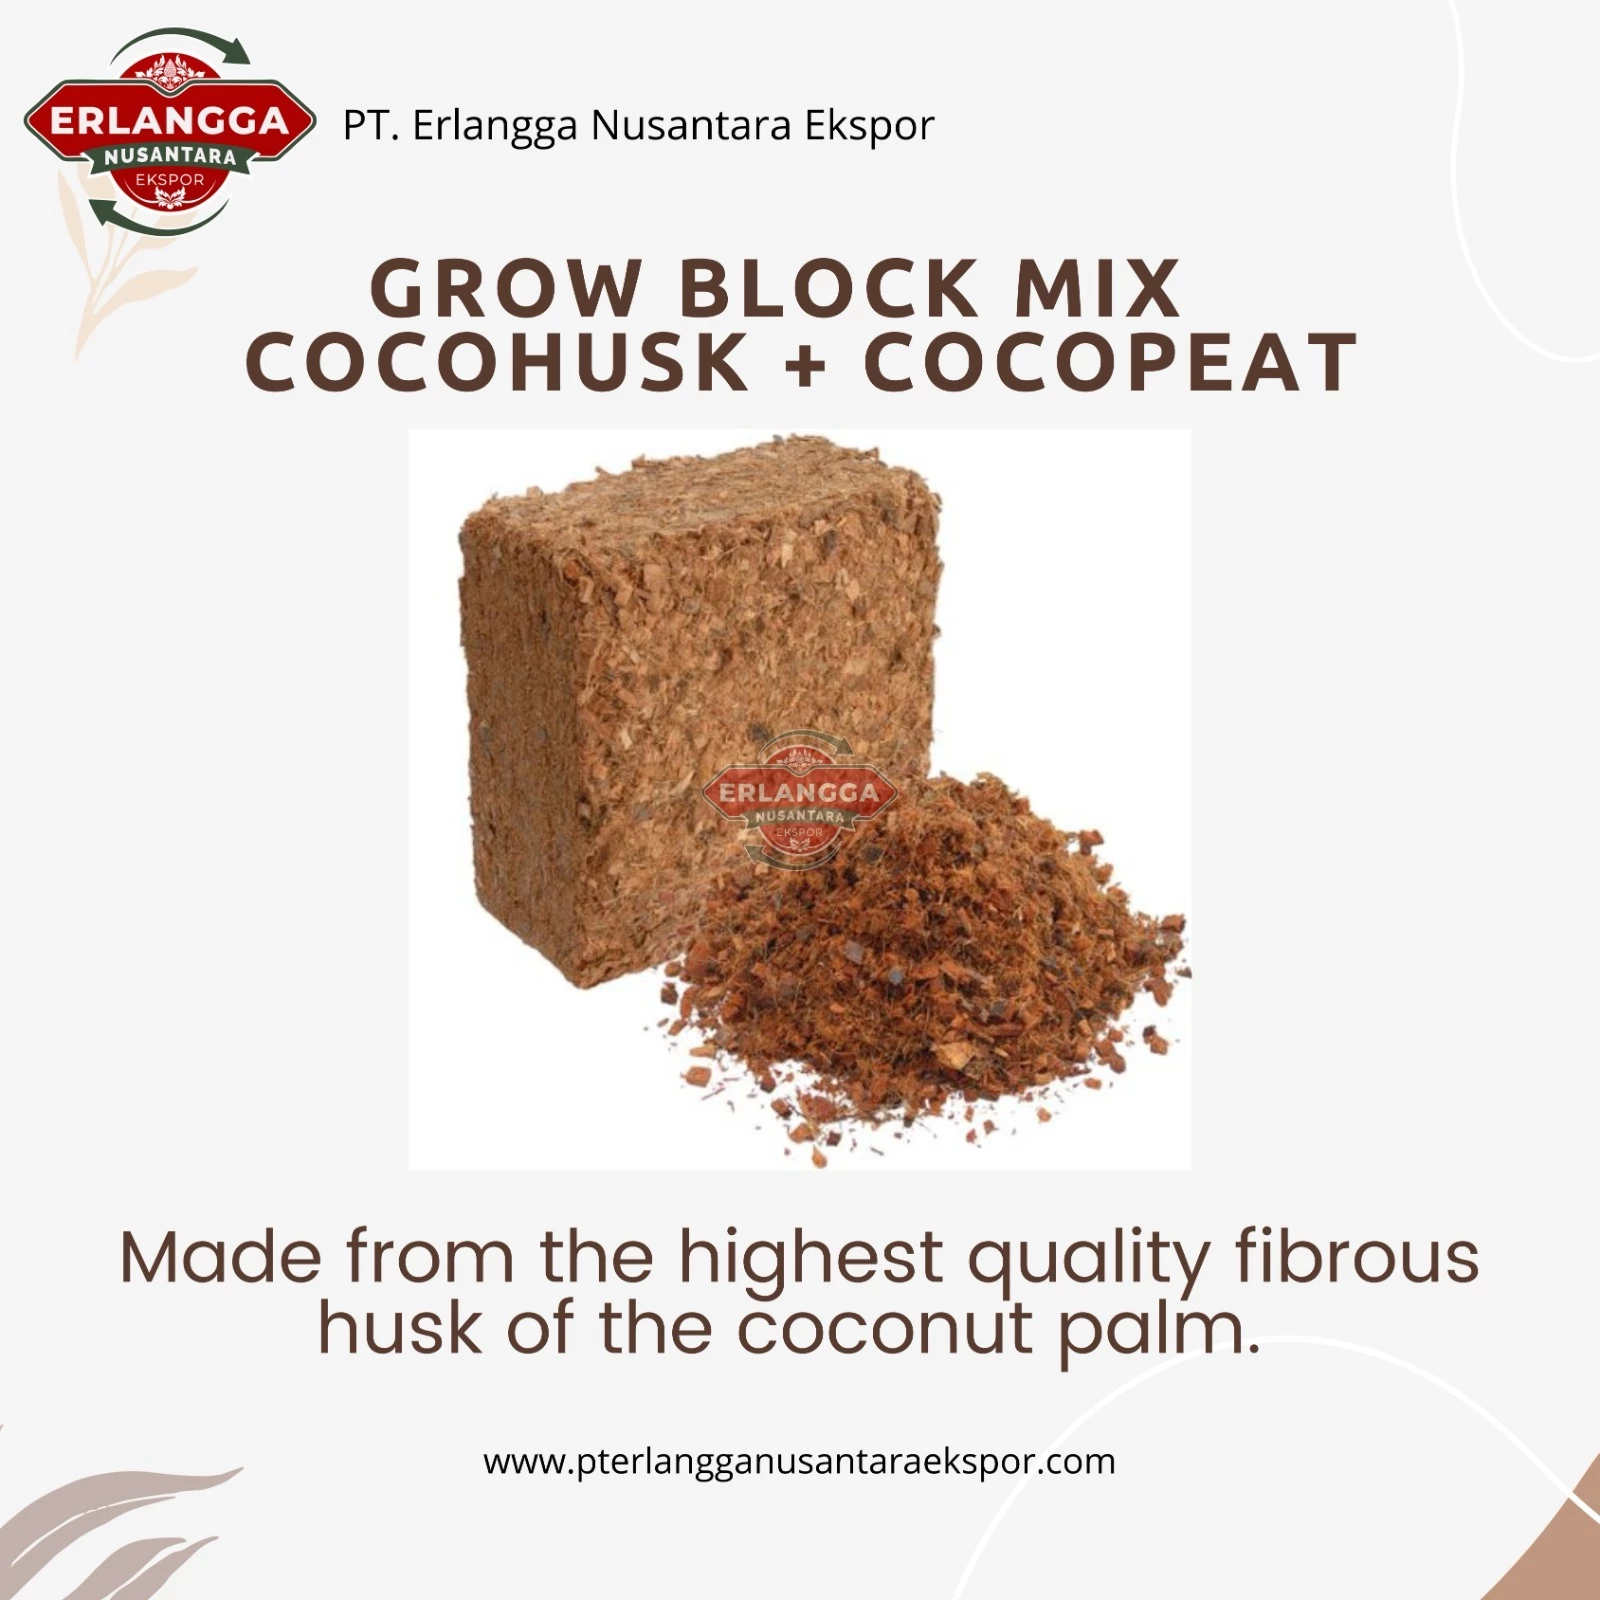 ERLANGGA
NUSANTARA
EKSPOR
PT. Erlangga Nusantara Ekspor
GROW BLOCK MIX
COCOHUSK + COCOPEAT
ERLANGGA
NUSANTARA
EKSPOR
Made from the highest quality fibrous
husk of the coconut palm.
www.pterlanggganusantaraekspor.com